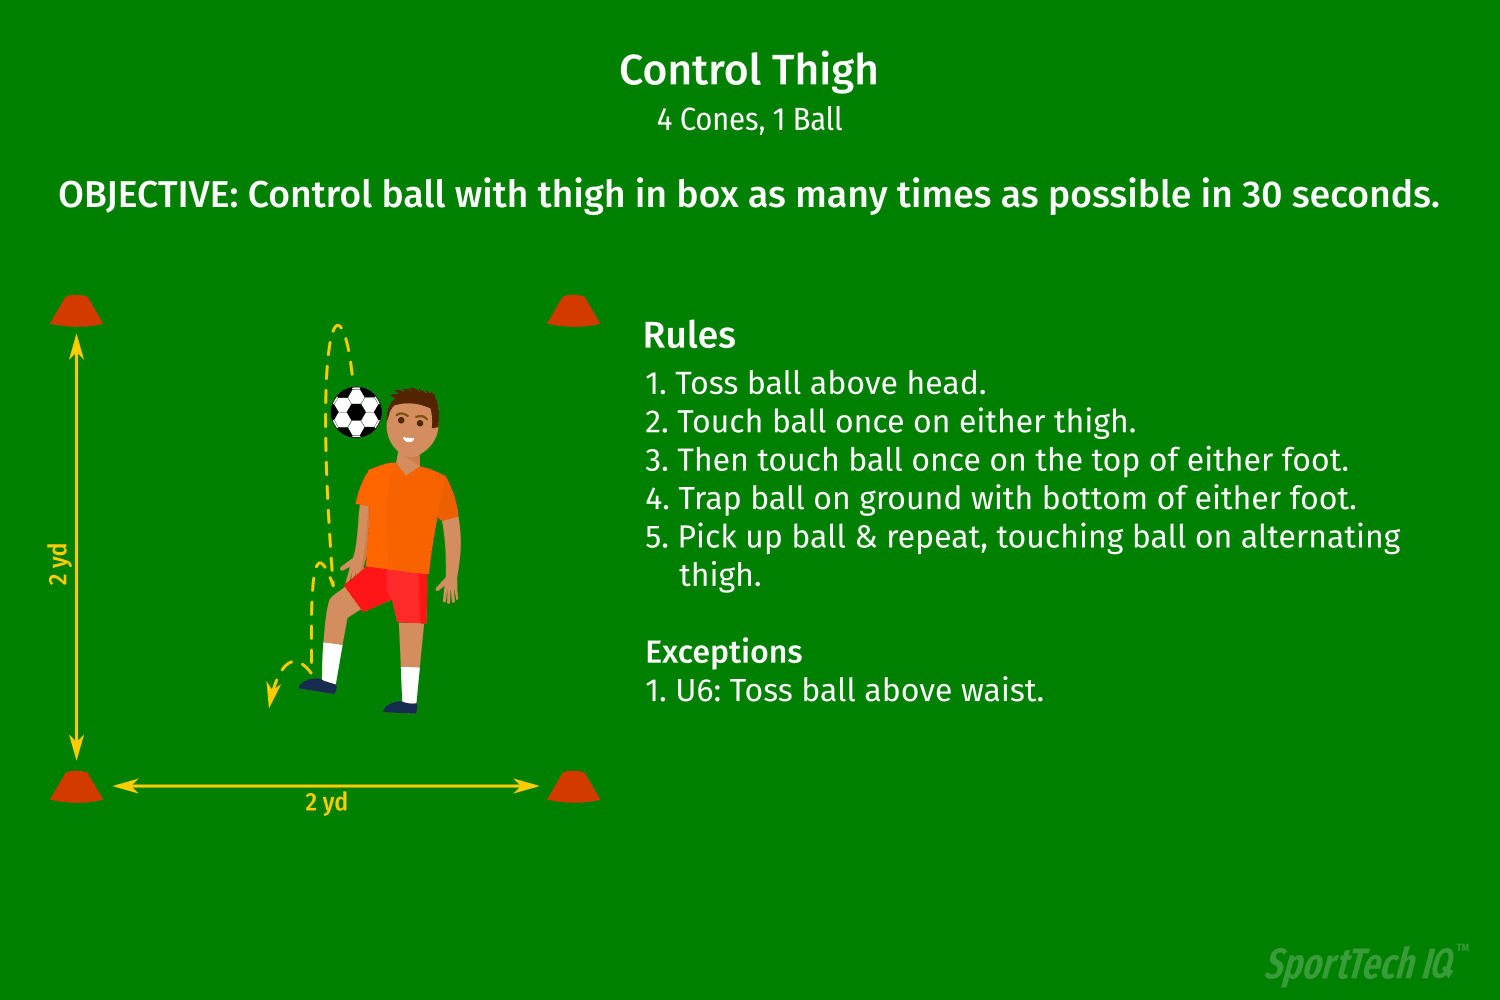 Control Thigh
4 Cones, 1 Ball
OBJECTIVE: Control ball with thigh in box as many times as possible in 30 seconds.
Rules
1. Toss ball above head.
2. Touch ball once on either thigh.
3. Then touch ball once on the top of either foot.
4. Trap ball on ground with bottom of either foot.
5. Pick up ball & repeat, touching ball on alternating
thigh.
Exceptions
1. U6: Toss ball above waist.
2 yd
2 yd
SportTech IQ™